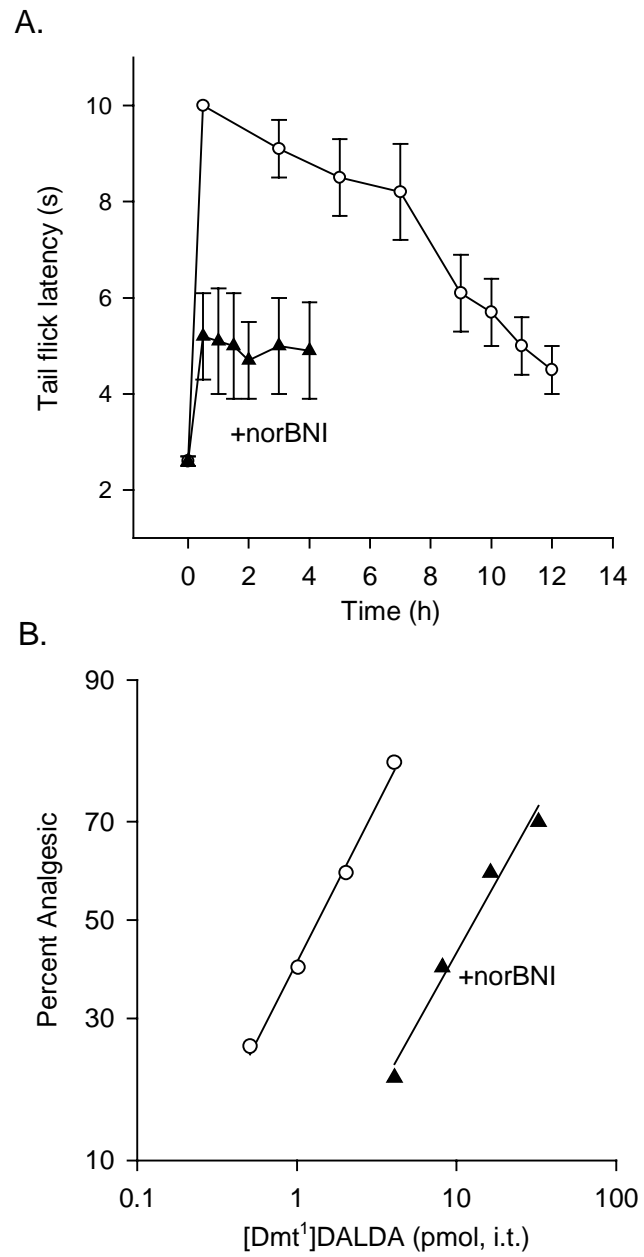 A.
10
8
6
4
2
Tail flick latency (s)
+norBNI
0 2 4 6 8 10 12 14
Time (h)
B.
90
70
50
30
10
Percent Analgesic
+norBNI
0.1 1 10 100
[Dmt¹]DALDA (pmol, i.t.)